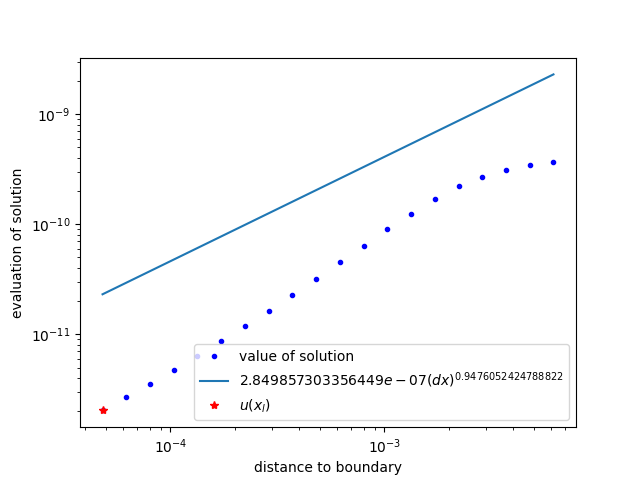 10⁻⁹
10⁻¹⁰
10⁻¹¹
evaluation of solution
value of solution
2.849857303356449e − 07(dx)^0.9476052424788822
u(x_l)
10⁻⁴
10⁻³
distance to boundary